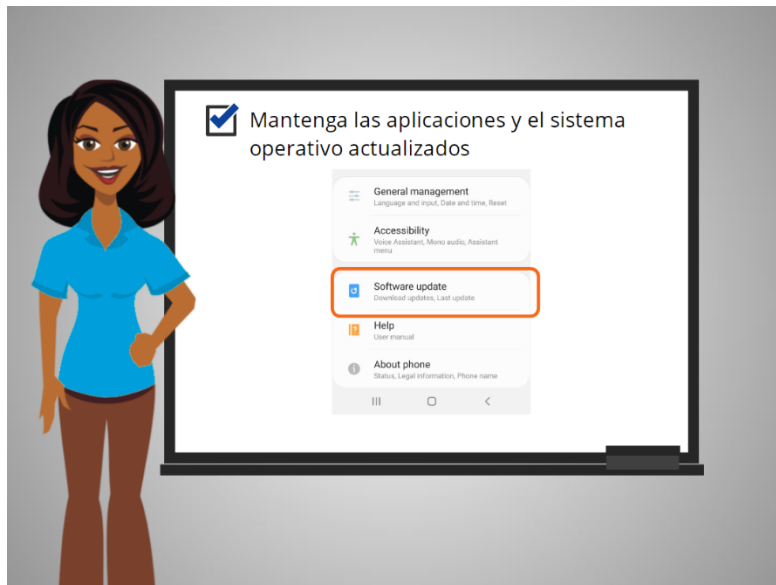 Mantenga las aplicaciones y el sistema
operativo actualizados
General management
Language and input, Date and time, Reset
Accessibility
Voice Assistant, Mono audio, Assistant
menu
Software update
Download updates, Last update
Help
User manual
About phone
Status, Legal information, Phone name